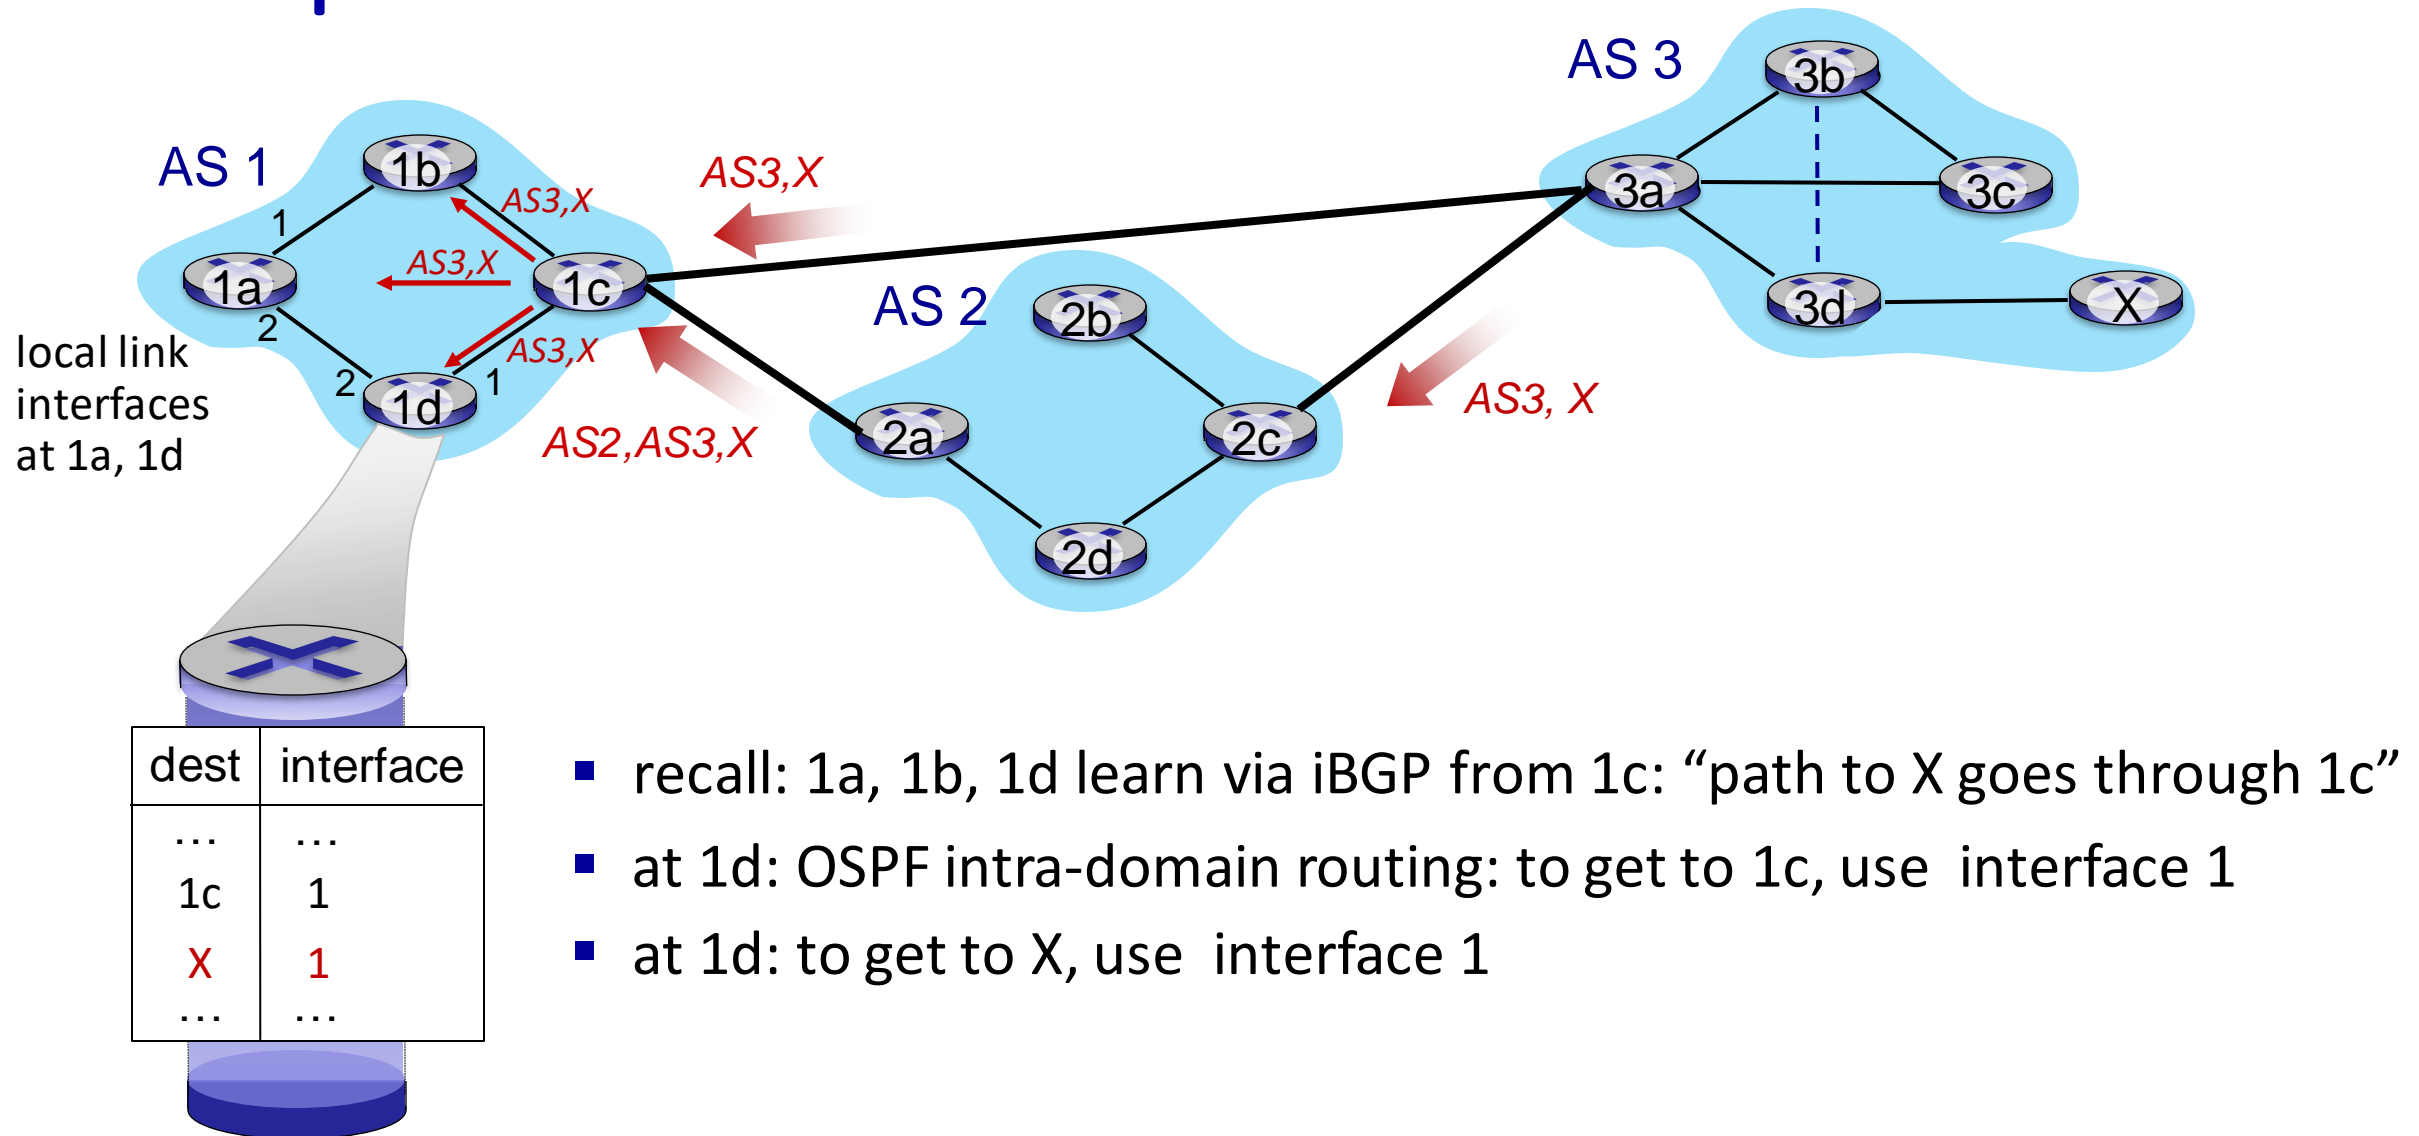 AS 3
3b
AS 1
1b
AS3,X
AS3,X
3a
3c
1
AS3,X
1a
1c
AS 2
2b
3d
X
2
local link
interfaces
at 1a, 1d
AS3,X
2
1
1d
AS3, X
AS2,AS3,X
2a
2c
2d
dest interface
... ...
1c 1
X 1
... ...
▪ recall: 1a, 1b, 1d learn via iBGP from 1c: “path to X goes through 1c”
▪ at 1d: OSPF intra-domain routing: to get to 1c, use interface 1
▪ at 1d: to get to X, use interface 1